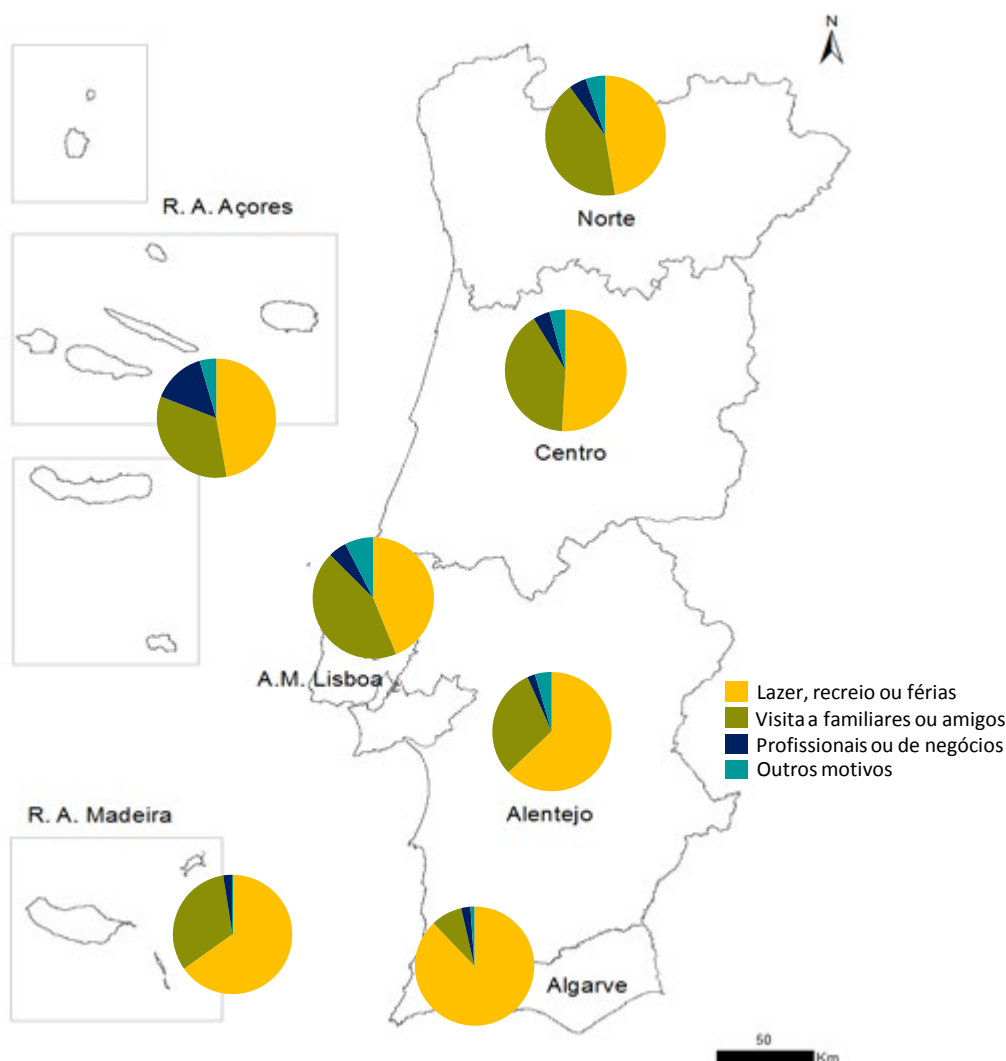 N
R. A. Açores
Norte
Centro
A.M. Lisboa
Lazer, recreio ou férias
Visita a familiares ou amigos
Profissionais ou de negócios
Outros motivos
R. A. Madeira
Alentejo
Algarve
50
Km